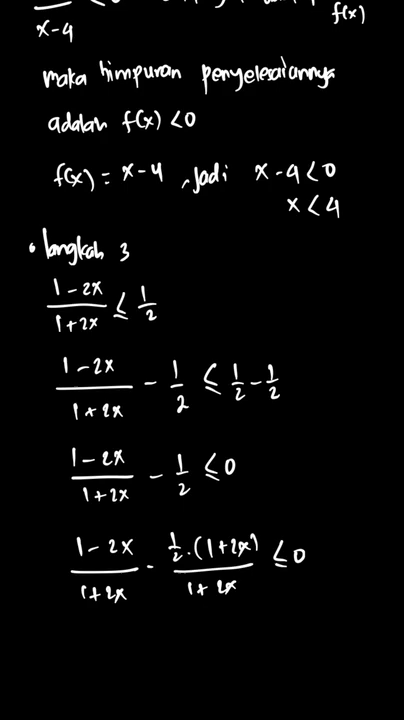 x-4
f(x)
maka himpunan penyelesaiannya
adalah f(x) < 0
f(x) = x-4 , Jadi x-4 < 0
x < 4
• langkah 3
(1-2x)/(1+2x) ≤ 1/2
(1-2x)/(1+2x) - 1/2 ≤ 1/2 - 1/2
(1-2x)/(1+2x) - 1/2 ≤ 0
(1-2x)/(1+2x) - (1/2 · (1+2x))/(1+2x) ≤ 0